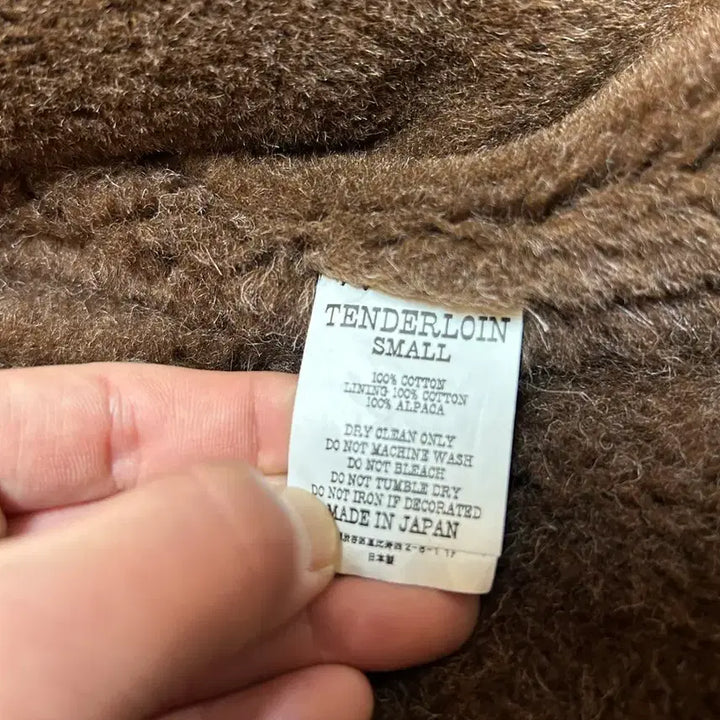 TENDERLOIN
SMALL
100% COTTON
LINING 100% COTTON
100% ALPACA
DRY CLEAN ONLY
DO NOT MACHINE WASH
DO NOT BLEACH
DO NOT TUMBLE DRY
DO NOT IRON IF DECORATED
MADE IN JAPAN
日本製